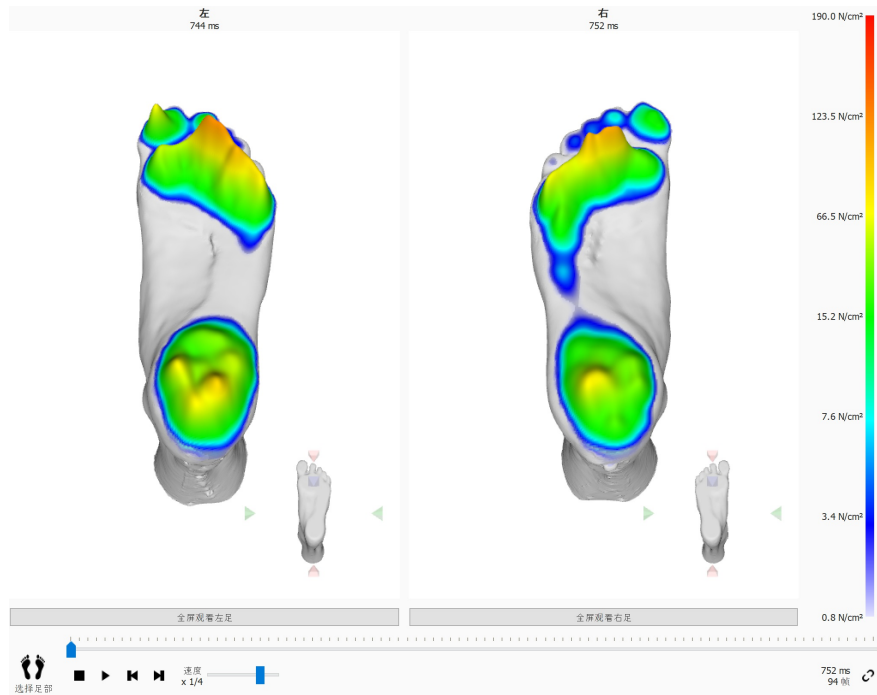 左
744 ms
右
752 ms
190.0 N/cm²
123.5 N/cm²
66.5 N/cm²
15.2 N/cm²
7.6 N/cm²
3.4 N/cm²
0.8 N/cm²
全屏观看左足
全屏观看右足
选择足部
速度
x 1/4
752 ms
94 帧